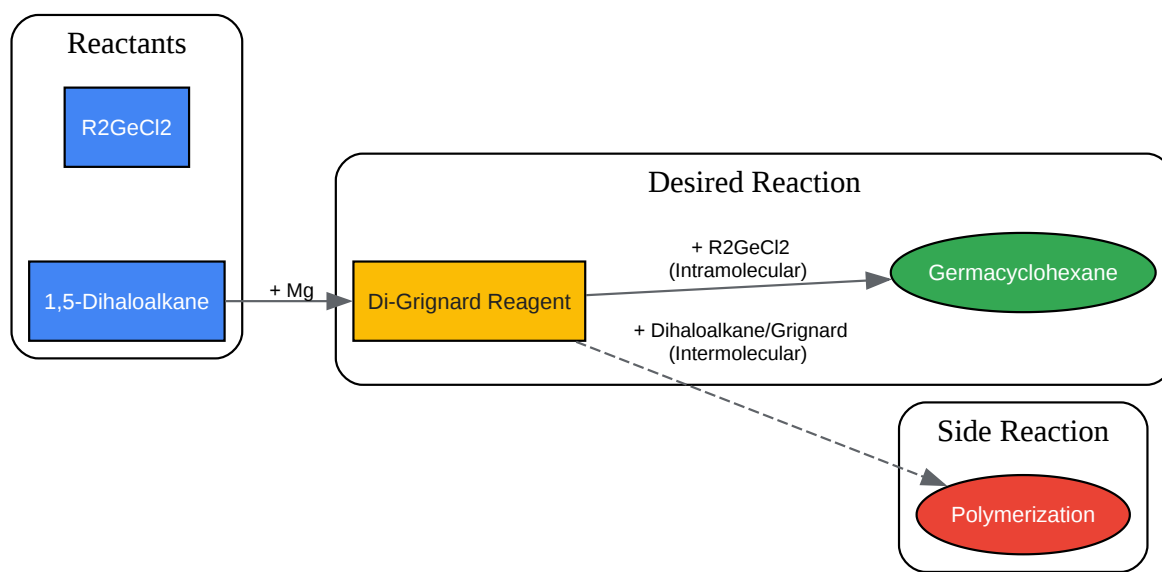 Reactants
R2GeCl2
1,5-Dihaloalkane
+ Mg
Desired Reaction
Di-Grignard Reagent
+ R2GeCl2
(Intramolecular)
Germacyclohexane
+ Dihaloalkane/Grignard
(Intermolecular)
Side Reaction
Polymerization